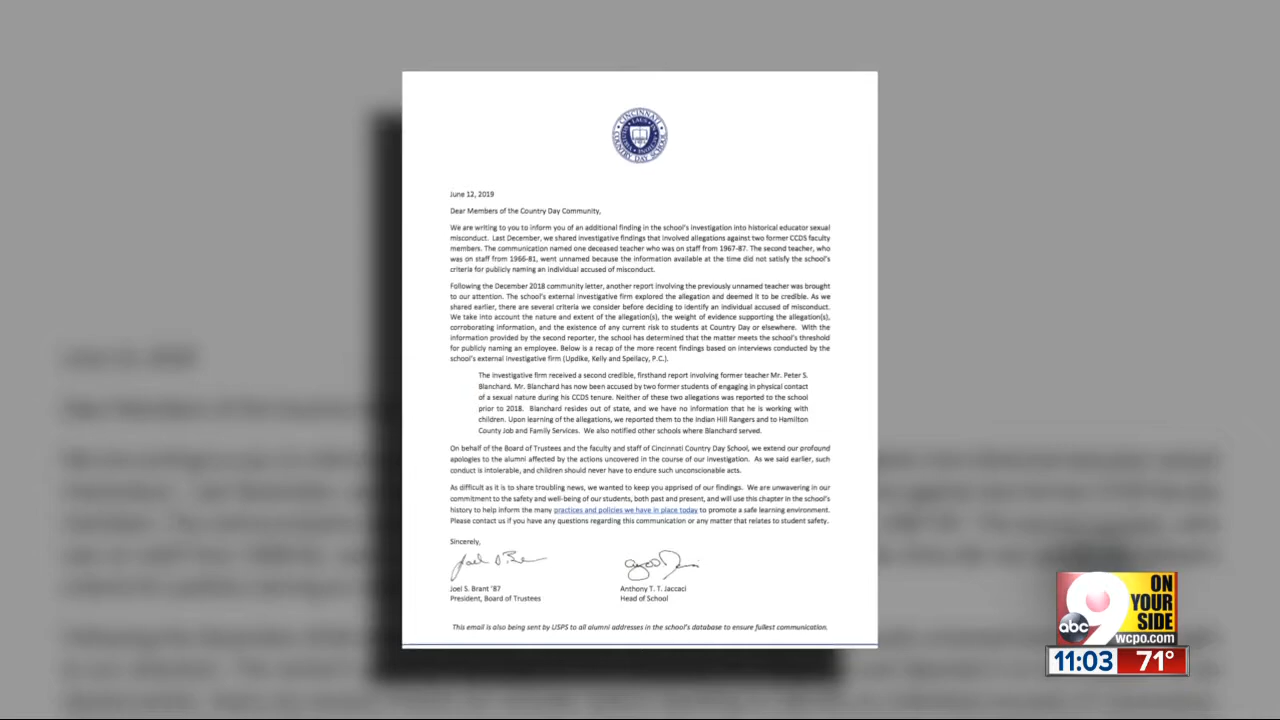 CINCINNATI
COUNTRY DAY SCHOOL
June 12, 2019
Dear Members of the Country Day Community,
We are writing to you to inform you of an additional finding in the school's investigation into historical educator sexual
misconduct. Last December, we shared investigative findings that involved allegations against two former CCDS faculty
members. The communication named one deceased teacher who was on staff from 1967-87. The second teacher, who
was on staff from 1966-81, went unnamed because the information available at the time did not satisfy the school's
criteria for publicly naming an individual accused of misconduct.
Following the December 2018 community letter, another report involving the previously unnamed teacher was brought
to our attention. The school's external investigative firm explored the allegation and deemed it to be credible. As we
shared earlier, there are several criteria we consider before deciding to identify an individual accused of misconduct.
We take into account the nature and extent of the allegation(s), the weight of evidence supporting the allegation(s),
corroborating information, and the existence of any current risk to students at Country Day or elsewhere. With the
information provided by the second reporter, the school has determined that the matter meets the school's threshold
for publicly naming an employee. Below is a recap of the more recent findings based on interviews conducted by the
school's external investigative firm (Updike, Kelly and Spellacy, P.C.).
The investigative firm received a second credible, firsthand report involving former teacher Mr. Peter S.
Blanchard. Mr. Blanchard has now been accused by two former students of engaging in physical contact
of a sexual nature during his CCDS tenure. Neither of these two allegations was reported to the school
prior to 2018. Blanchard resides out of state, and we have no information that he is working with
children. Upon learning of the allegations, we reported them to the Indian Hill Rangers and to Hamilton
County Job and Family Services. We also notified other schools where Blanchard served.
On behalf of the Board of Trustees and the faculty and staff of Cincinnati Country Day School, we extend our profound
apologies to the alumni affected by the actions uncovered in the course of our investigation. As we said earlier, such
conduct is intolerable, and children should never have to endure such unconscionable acts.
As difficult as it is to share troubling news, we wanted to keep you apprised of our findings. We are unwavering in our
commitment to the safety and well-being of our students, both past and present, and will use this chapter in the school's
history to help inform the many practices and policies we have in place today to promote a safe learning environment.
Please contact us if you have any questions regarding this communication or any matter that relates to student safety.
Sincerely,
Joel S. Brant '87
President, Board of Trustees
Anthony T. T. Jaccaci
Head of School
This email is also being sent by USPS to all alumni addresses in the school's database to ensure fullest communication.
abc 9
ON
YOUR
SIDE
wcpo.com
11:03 71°